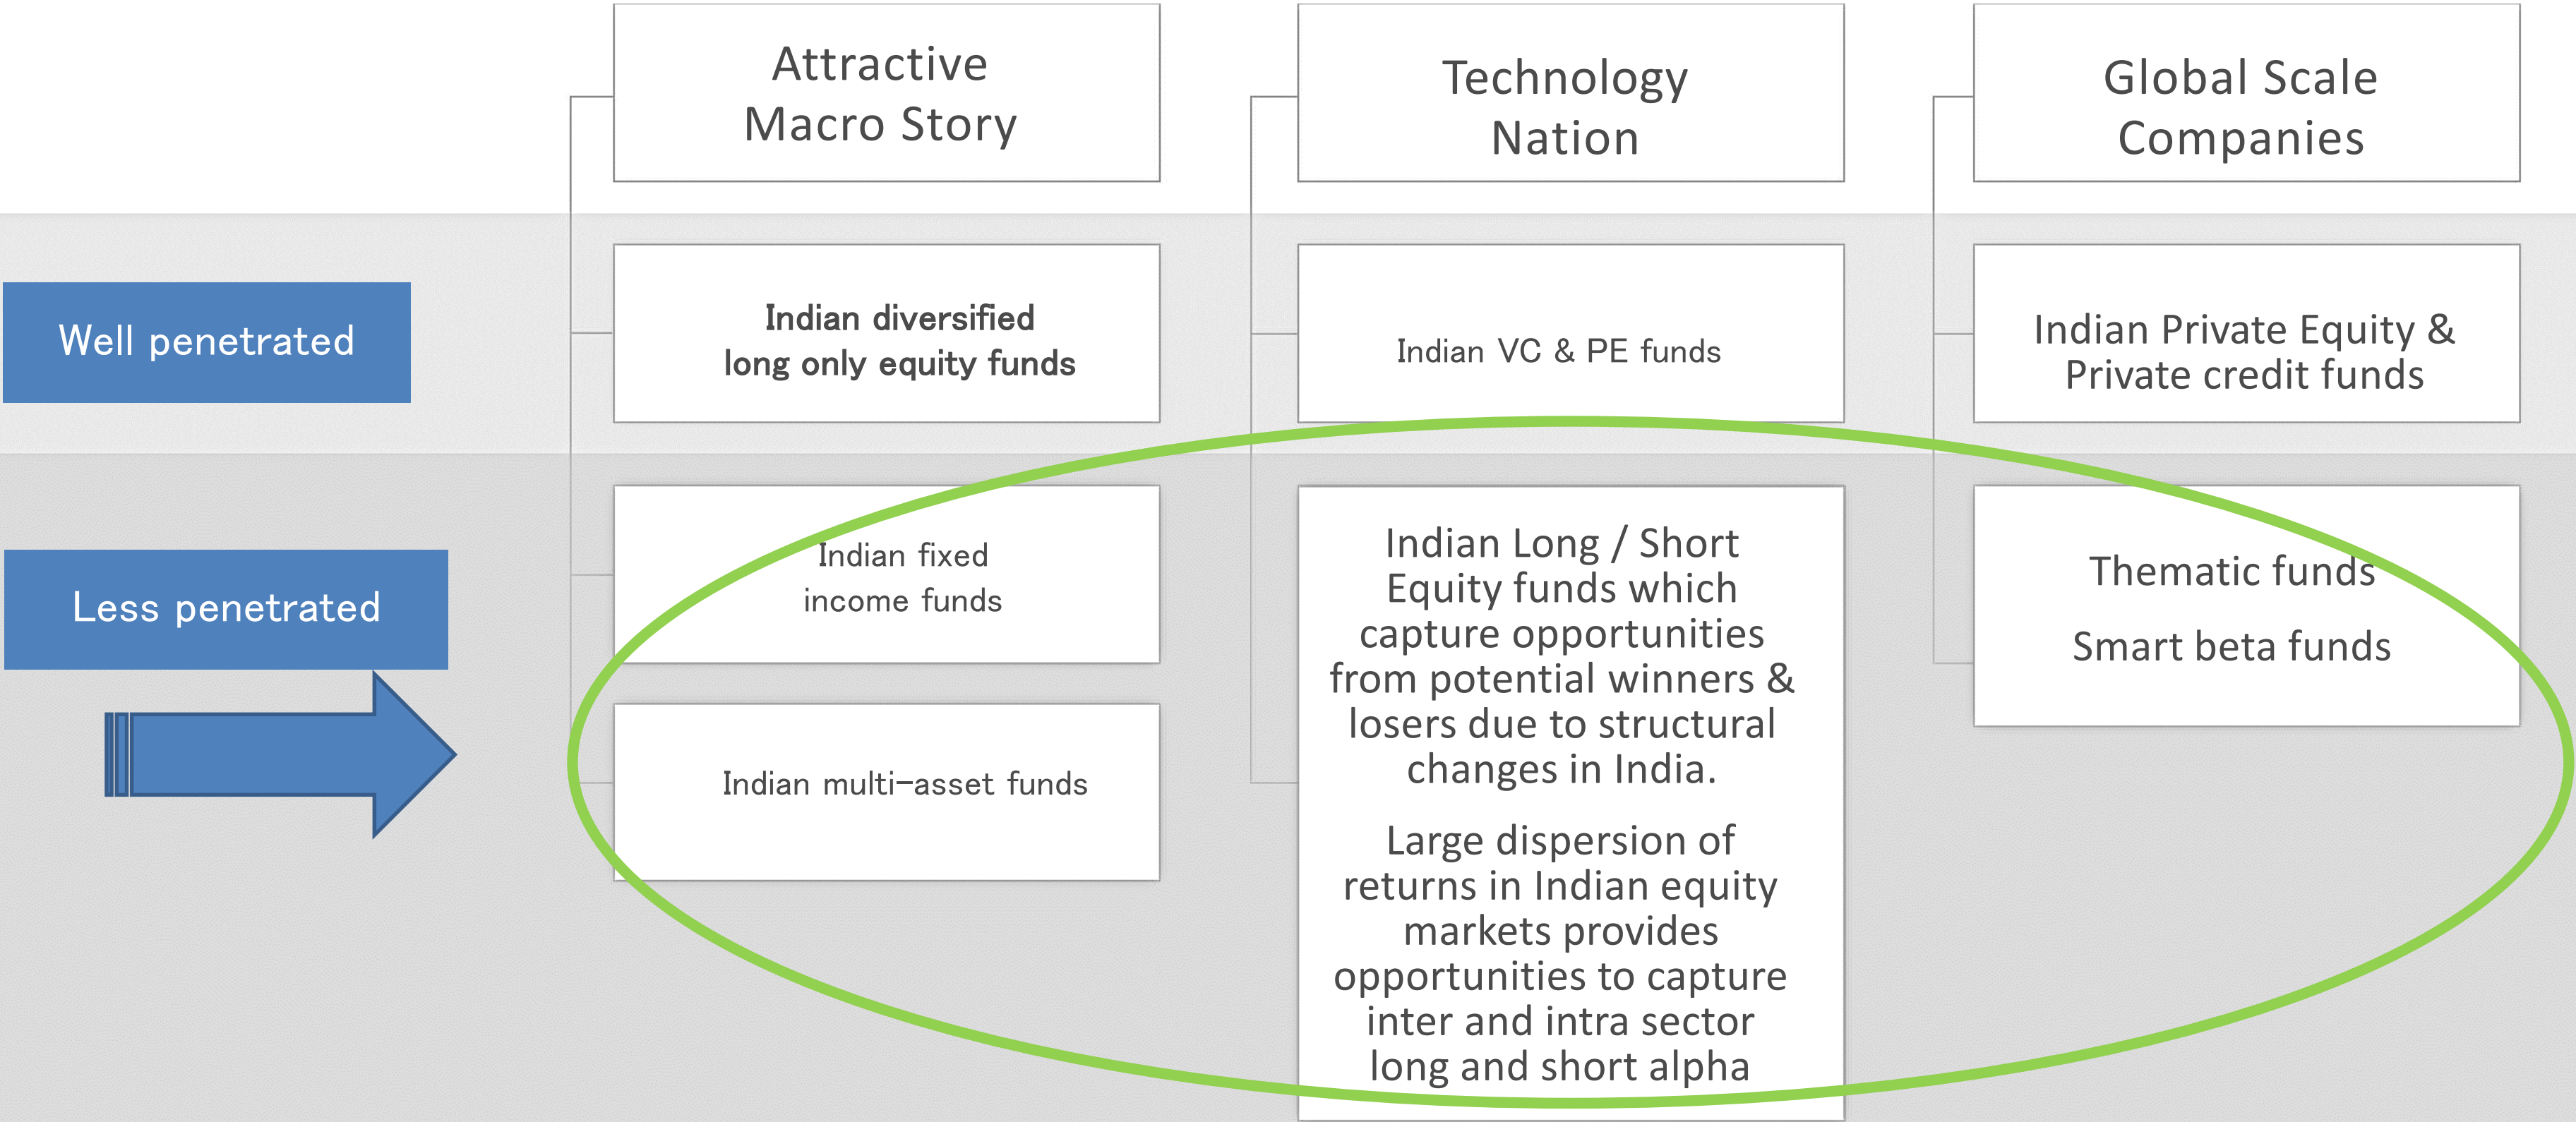 Attractive
Macro Story
Technology
Nation
Global Scale
Companies
Well penetrated
Indian diversified
long only equity funds
Indian VC & PE funds
Indian Private Equity &
Private credit funds
Less penetrated
Indian fixed
income funds
Indian multi-asset funds
Indian Long / Short
Equity funds which
capture opportunities
from potential winners &
losers due to structural
changes in India.
Large dispersion of
returns in Indian equity
markets provides
opportunities to capture
inter and intra sector
long and short alpha
Thematic funds
Smart beta funds